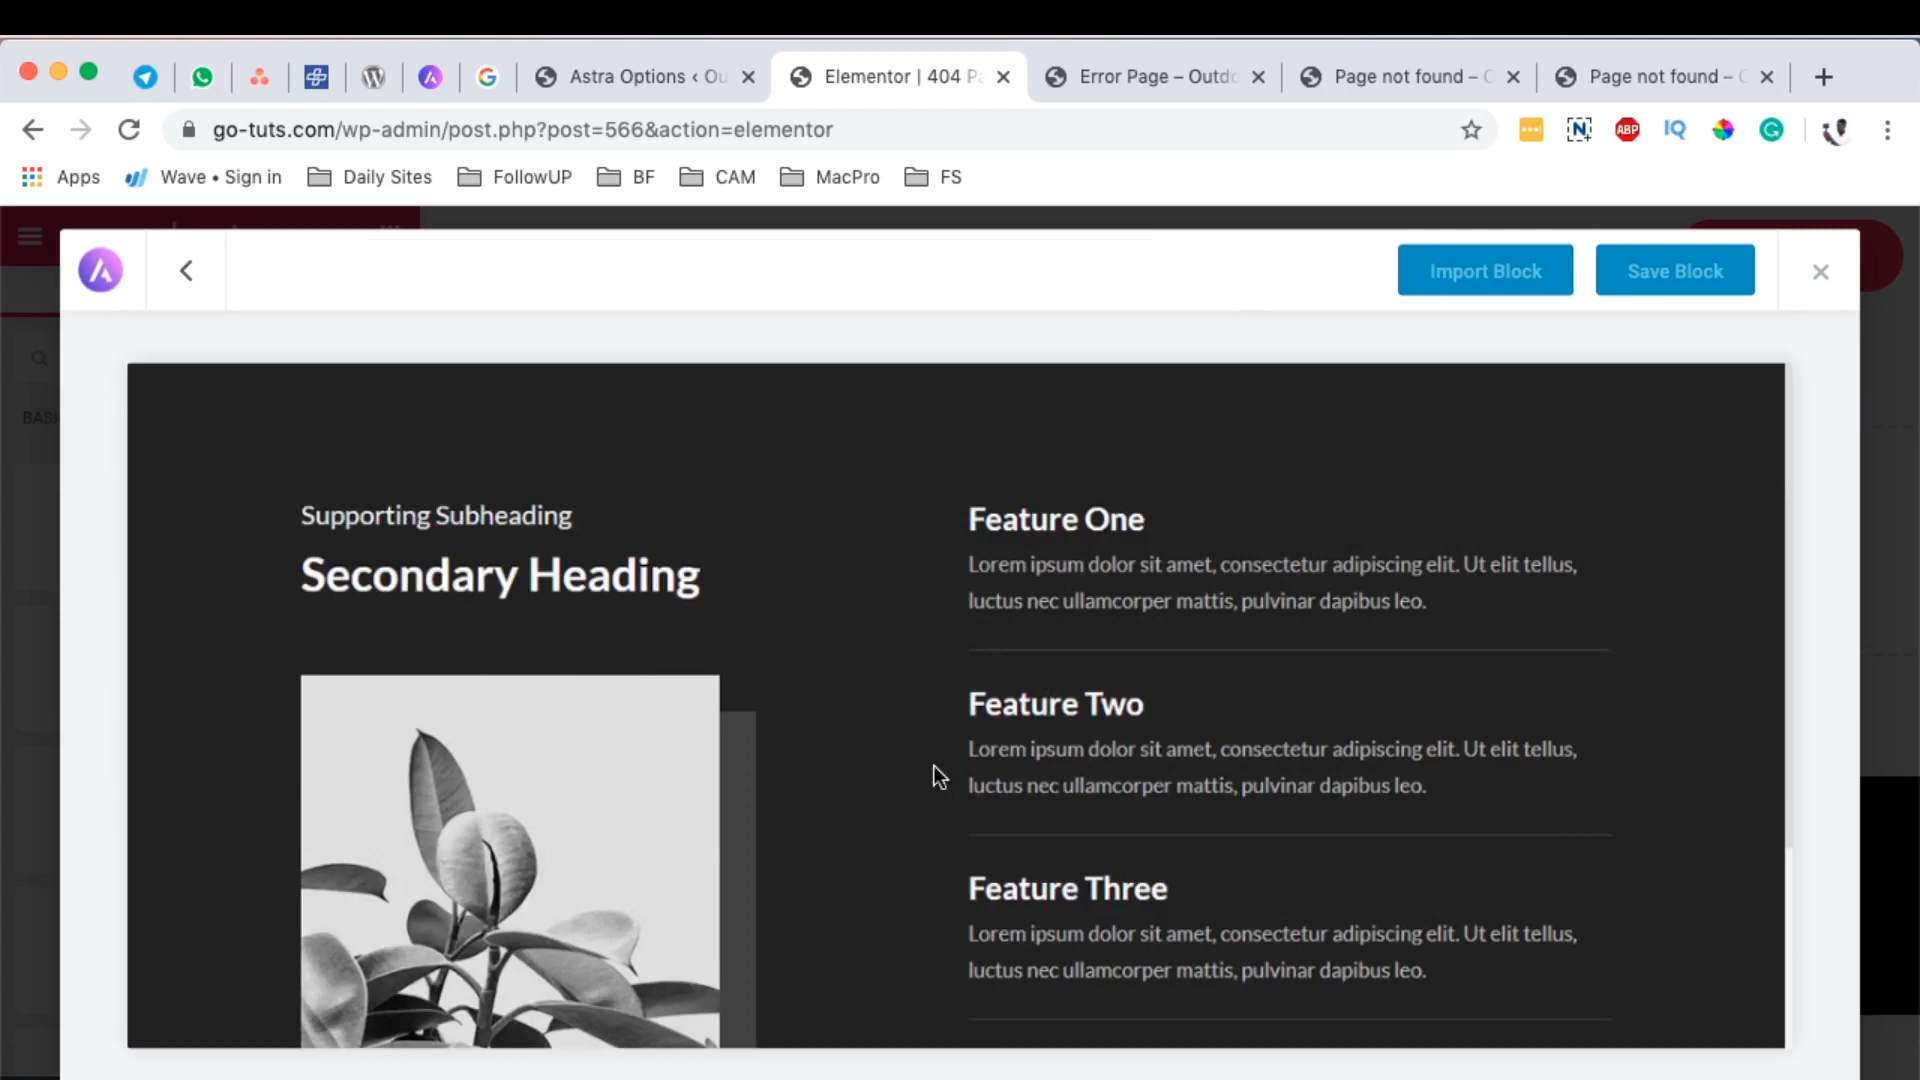 Astra Options ‹ Ou
Elementor | 404 Pa
Error Page – Outdo
Page not found – C
Page not found – C
go-tuts.com/wp-admin/post.php?post=566&action=elementor
ABP
IQ
Apps
Wave • Sign in
Daily Sites
FollowUP
BF
CAM
MacPro
FS
Import Block
Save Block
BASI
Supporting Subheading
Secondary Heading
Feature One
Lorem ipsum dolor sit amet, consectetur adipiscing elit. Ut elit tellus,
luctus nec ullamcorper mattis, pulvinar dapibus leo.
Feature Two
Lorem ipsum dolor sit amet, consectetur adipiscing elit. Ut elit tellus,
luctus nec ullamcorper mattis, pulvinar dapibus leo.
Feature Three
Lorem ipsum dolor sit amet, consectetur adipiscing elit. Ut elit tellus,
luctus nec ullamcorper mattis, pulvinar dapibus leo.